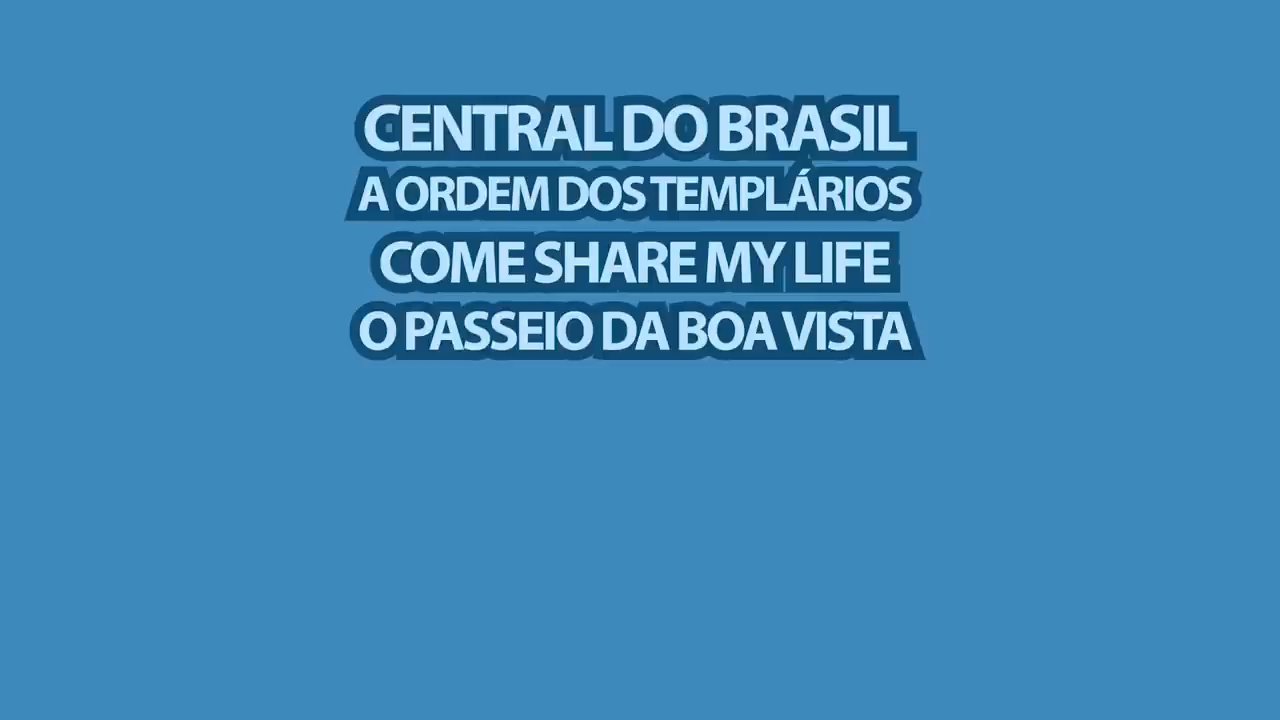 CENTRAL DO BRASIL
A ORDEM DOS TEMPLÁRIOS
COME SHARE MY LIFE
O PASSEIO DA BOA VISTA